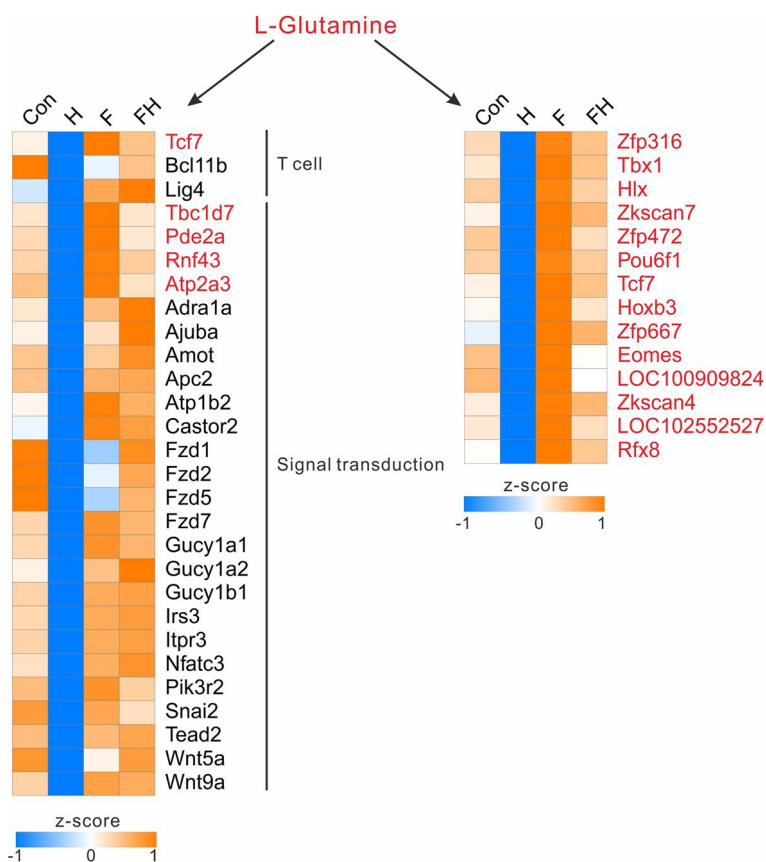 L-Glutamine
Con H F FH
Tcf7
Bcl11b
Lig4
T cell
Tbc1d7
Pde2a
Rnf43
Atp2a3
Adra1a
Ajuba
Amot
Apc2
Atp1b2
Castor2
Fzd1
Fzd2
Fzd5
Fzd7
Gucy1a1
Gucy1a2
Gucy1b1
Irs3
Itpr3
Nfatc3
Pik3r2
Snai2
Tead2
Wnt5a
Wnt9a
Signal transduction
z-score
-1 0 1
Con H F FH
Zfp316
Tbx1
Hlx
Zkscan7
Zfp472
Pou6f1
Tcf7
Hoxb3
Zfp667
Eomes
LOC100909824
Zkscan4
LOC102552527
Rfx8
z-score
-1 0 1